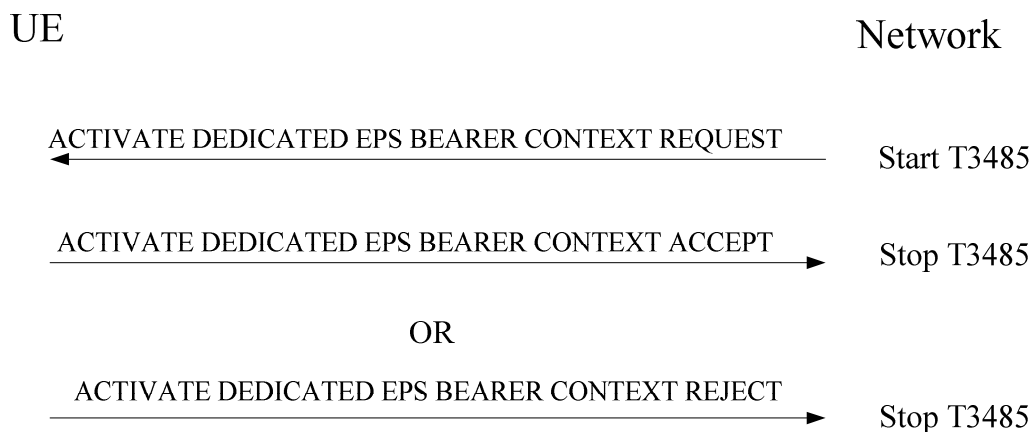 UE
Network
ACTIVATE DEDICATED EPS BEARER CONTEXT REQUEST
Start T3485
ACTIVATE DEDICATED EPS BEARER CONTEXT ACCEPT
Stop T3485
OR
ACTIVATE DEDICATED EPS BEARER CONTEXT REJECT
Stop T3485